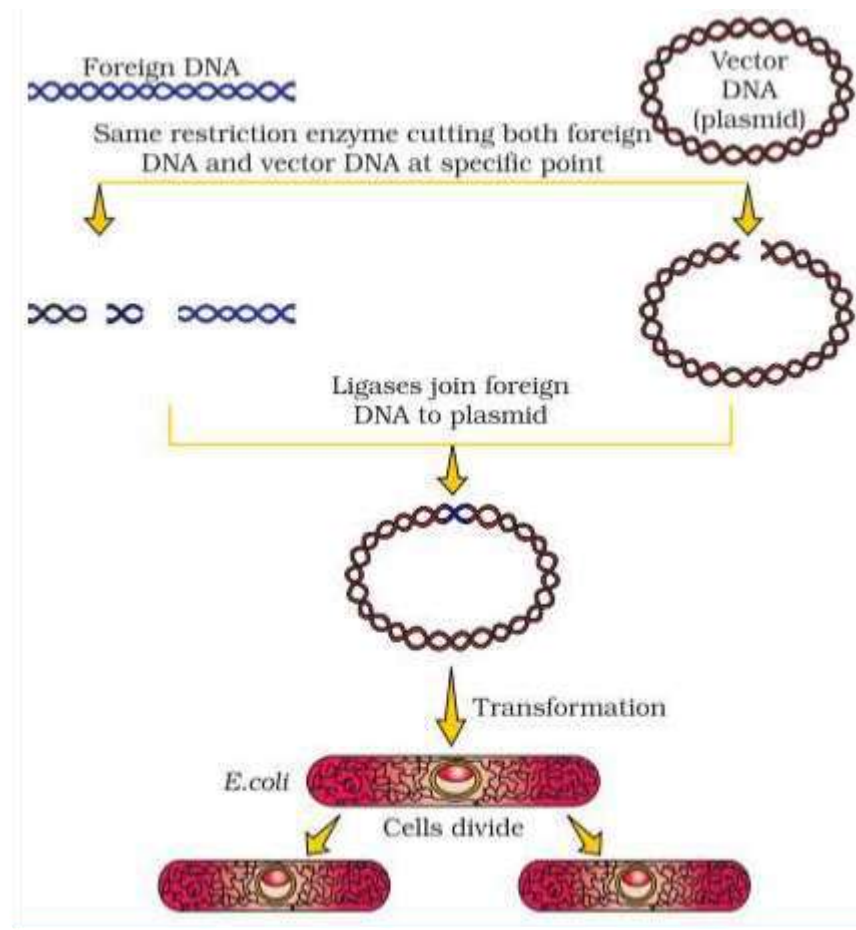 Foreign DNA
Vector
DNA
(plasmid)
Same restriction enzyme cutting both foreign
DNA and vector DNA at specific point
Ligases join foreign
DNA to plasmid
Transformation
E.coli
Cells divide